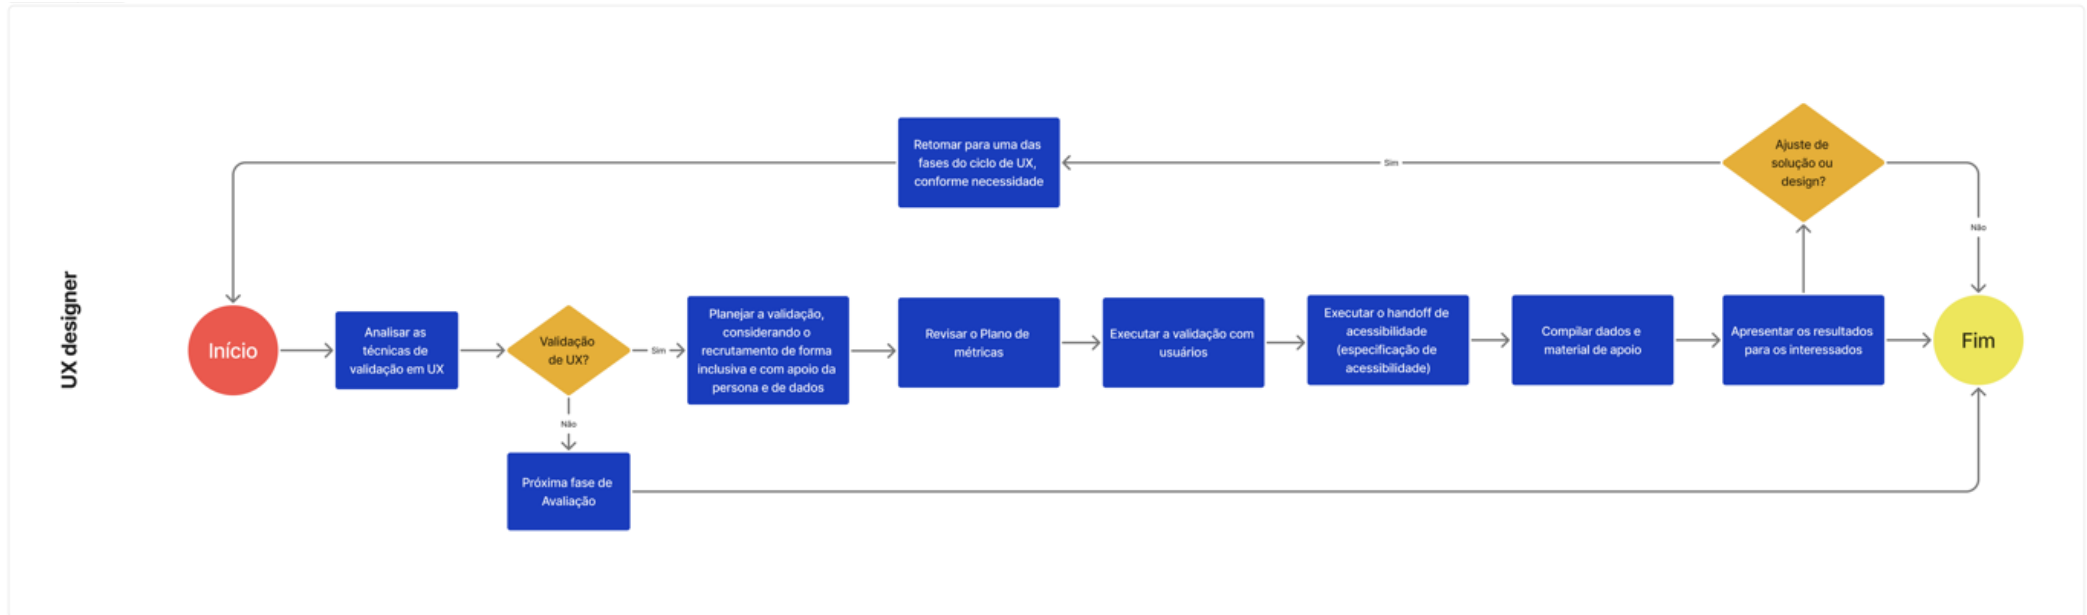 Retomar para uma das
fases do ciclo de UX,
conforme necessidade
Sim
Ajuste de
solução ou
design?
Não
UX designer
Início
Analisar as
técnicas de
validação em UX
Validação
de UX?
Sim
Planejar a validação,
considerando o
recrutamento de forma
inclusiva e com apoio da
persona e de dados
Revisar o Plano de
métricas
Executar a validação com
usuários
Executar o handoff de
acessibilidade
(especificação de
acessibilidade)
Compilar dados e
material de apoio
Apresentar os resultados
para os interessados
Fim
Não
Próxima fase de
Avaliação